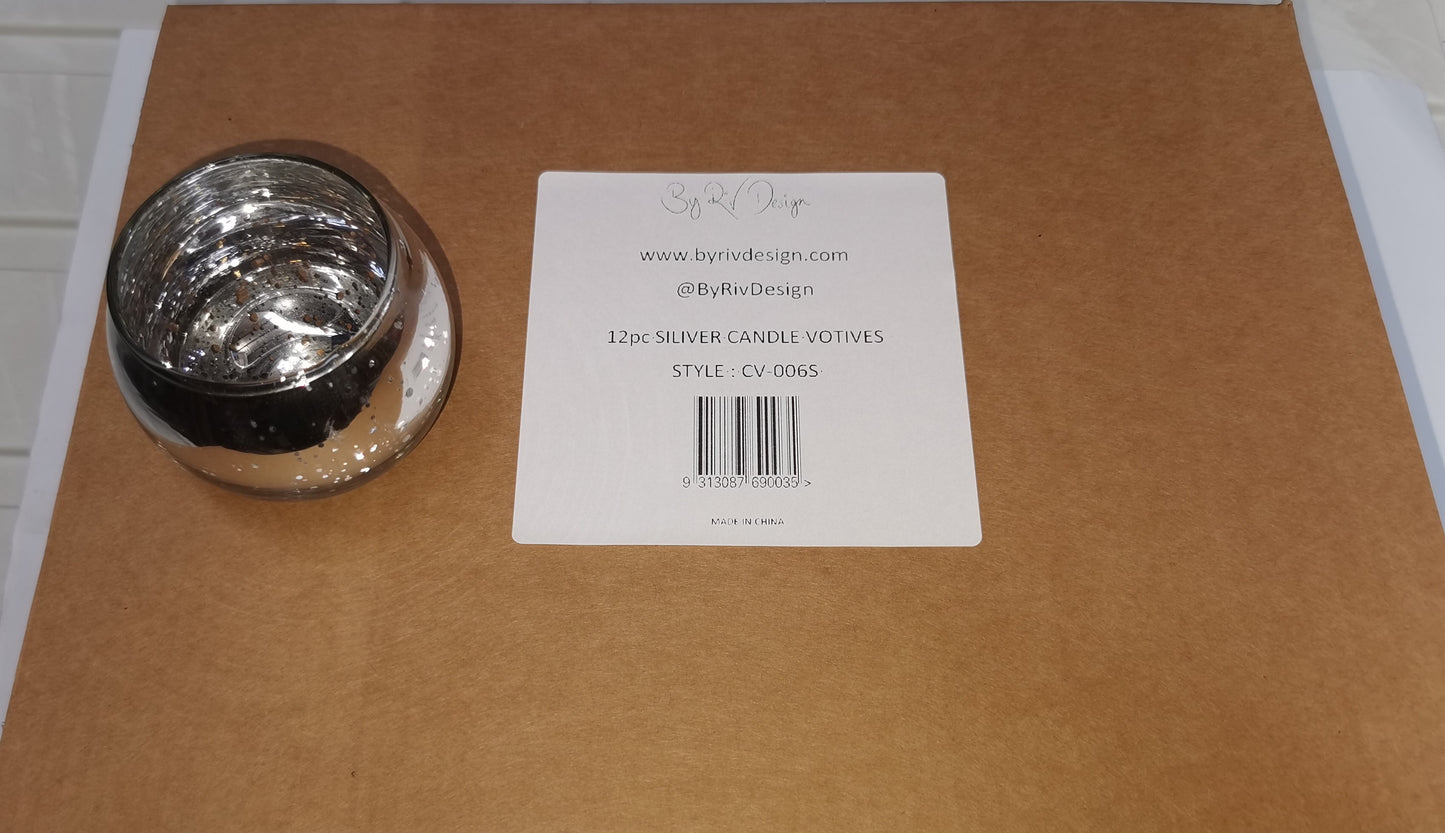 By Riv Design
www.byrivdesign.com
@ByRivDesign
12pc SILIVER CANDLE VOTIVES
STYLE : CV-006S
9 313087 690035 >
MADE IN CHINA